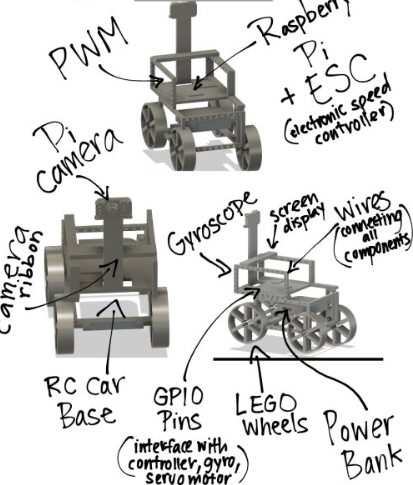 PWM
Raspberry
Pi
+ ESC
(electronic speed
controller)
Pi
camera
camera
ribbon
Gyroscope
screen
display
Wires
(connecting
all
components)
RC Car
Base
GPIO
Pins
(interface with
controller, gyro,
servo motor)
LEGO
Wheels
Power
Bank